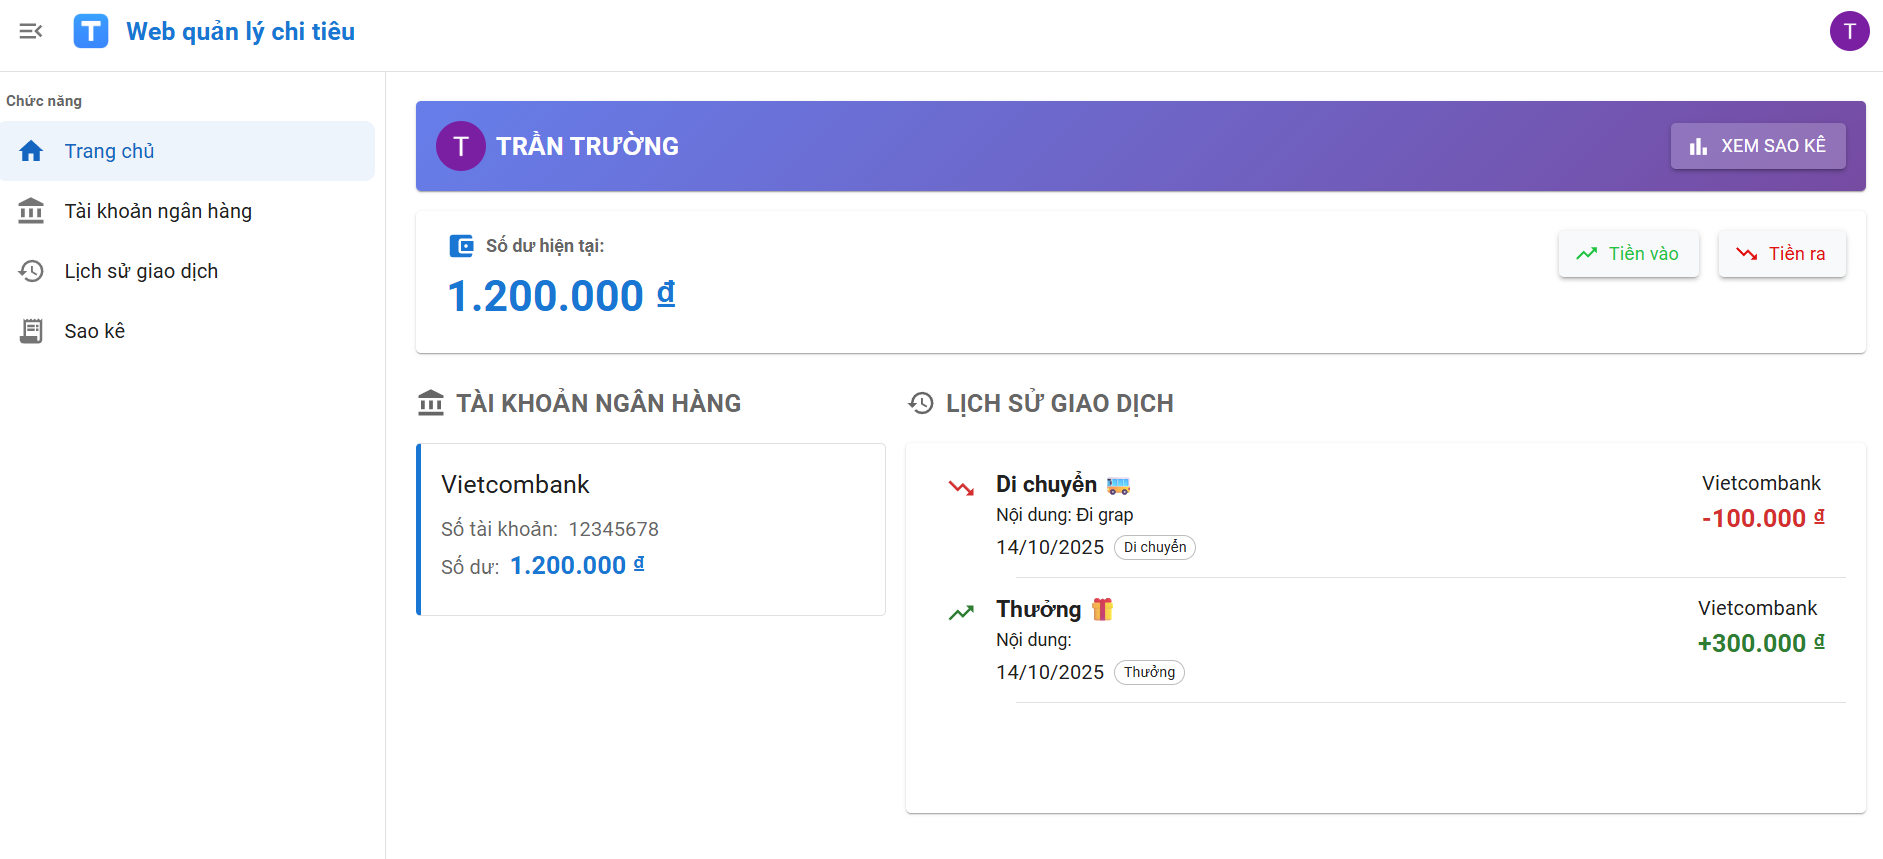 T Web quản lý chi tiêu
T
Chức năng
Trang chủ
Tài khoản ngân hàng
Lịch sử giao dịch
Sao kê
T TRẦN TRƯỜNG
XEM SAO KÊ
Số dư hiện tại:
1.200.000 ₫
Tiền vào
Tiền ra
TÀI KHOẢN NGÂN HÀNG
Vietcombank
Số tài khoản: 12345678
Số dư: 1.200.000 ₫
LỊCH SỬ GIAO DỊCH
Di chuyển 🚌
Nội dung: Đi grap
14/10/2025 Di chuyển
Vietcombank
-100.000 ₫
Thưởng 🎁
Nội dung:
14/10/2025 Thưởng
Vietcombank
+300.000 ₫